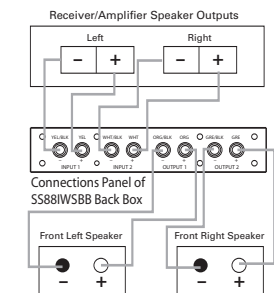 Receiver/Amplifier Speaker Outputs
Left Right
– + – +
YEL/BLK YEL WHT/BLK WHT ORG/BLK ORG GRE/BLK GRE
– + – + – + – +
INPUT 1 INPUT 2 OUTPUT 1 OUTPUT 2
Connections Panel of
SS88IWSBB Back Box
Front Left Speaker Front Right Speaker
– + – +